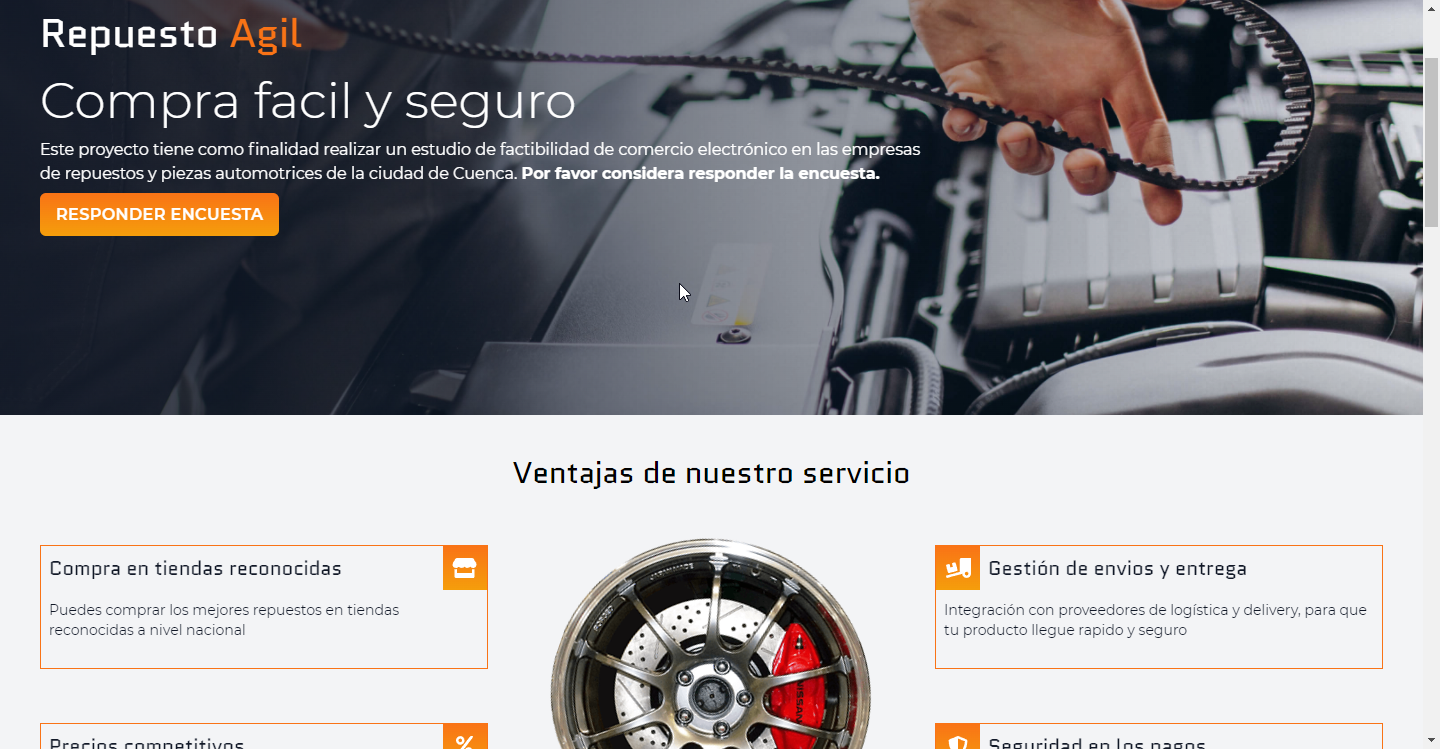 Repuesto Agil
Compra facil y seguro
Este proyecto tiene como finalidad realizar un estudio de factibilidad de comercio electrónico en las empresas
de repuestos y piezas automotrices de la ciudad de Cuenca. Por favor considera responder la encuesta.
RESPONDER ENCUESTA
Ventajas de nuestro servicio
Compra en tiendas reconocidas
Puedes comprar los mejores repuestos en tiendas
reconocidas a nivel nacional
Gestión de envios y entrega
Integración con proveedores de logística y delivery, para que
tu producto llegue rapido y seguro
NISSAN
Precios competitivos
Seguridad en los pagos